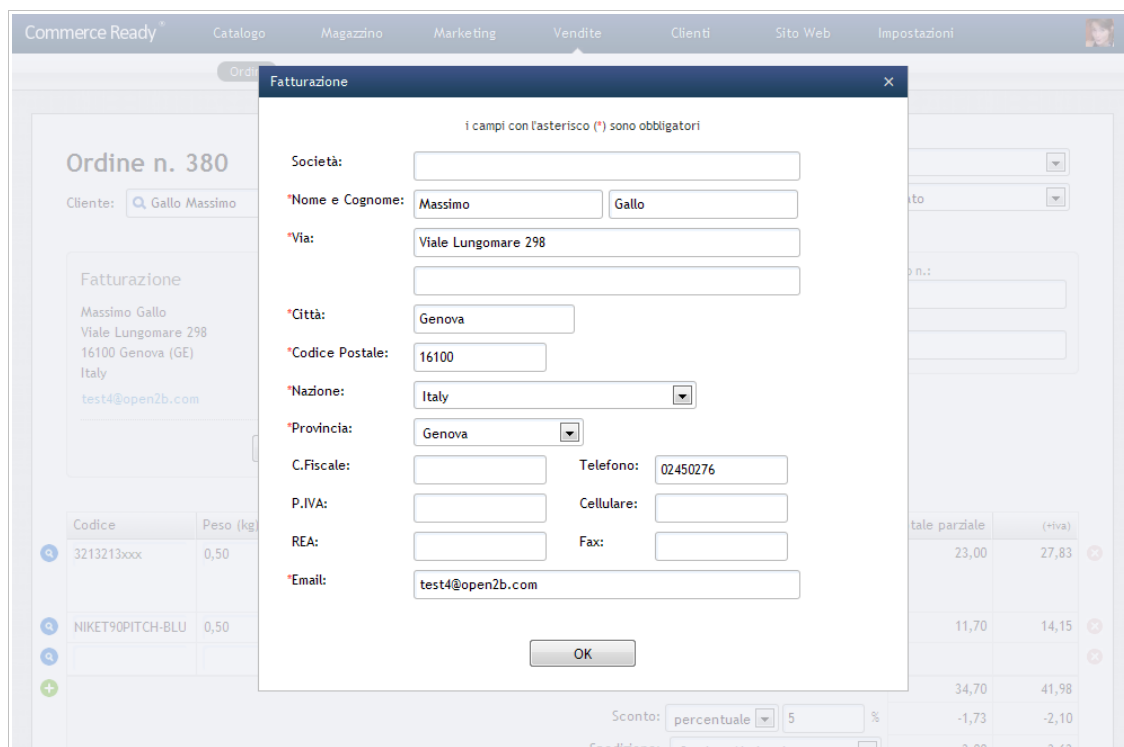 Commerce Ready®
Catalogo Magazzino Marketing Vendite Clienti Sito Web Impostazioni
Fatturazione
i campi con l'asterisco (*) sono obbligatori
Società:
*Nome e Cognome: Massimo Gallo
*Via: Viale Lungomare 298
*Città: Genova
*Codice Postale: 16100
*Nazione: Italy
*Provincia: Genova
C.Fiscale: Telefono: 02450276
P.IVA: Cellulare:
REA: Fax:
*Email: test4@open2b.com
OK
Ordine n. 380
Cliente: Gallo Massimo
Fatturazione
Massimo Gallo
Viale Lungomare 298
16100 Genova (GE)
Italy
test4@open2b.com
n.:
Codice Peso (kg) tale parziale (+iva)
3213213xxx 0,50 23,00 27,83
NIKET90PITCH-BLU 0,50 11,70 14,15
34,70 41,98
Sconto: percentuale 5 % -1,73 -2,10